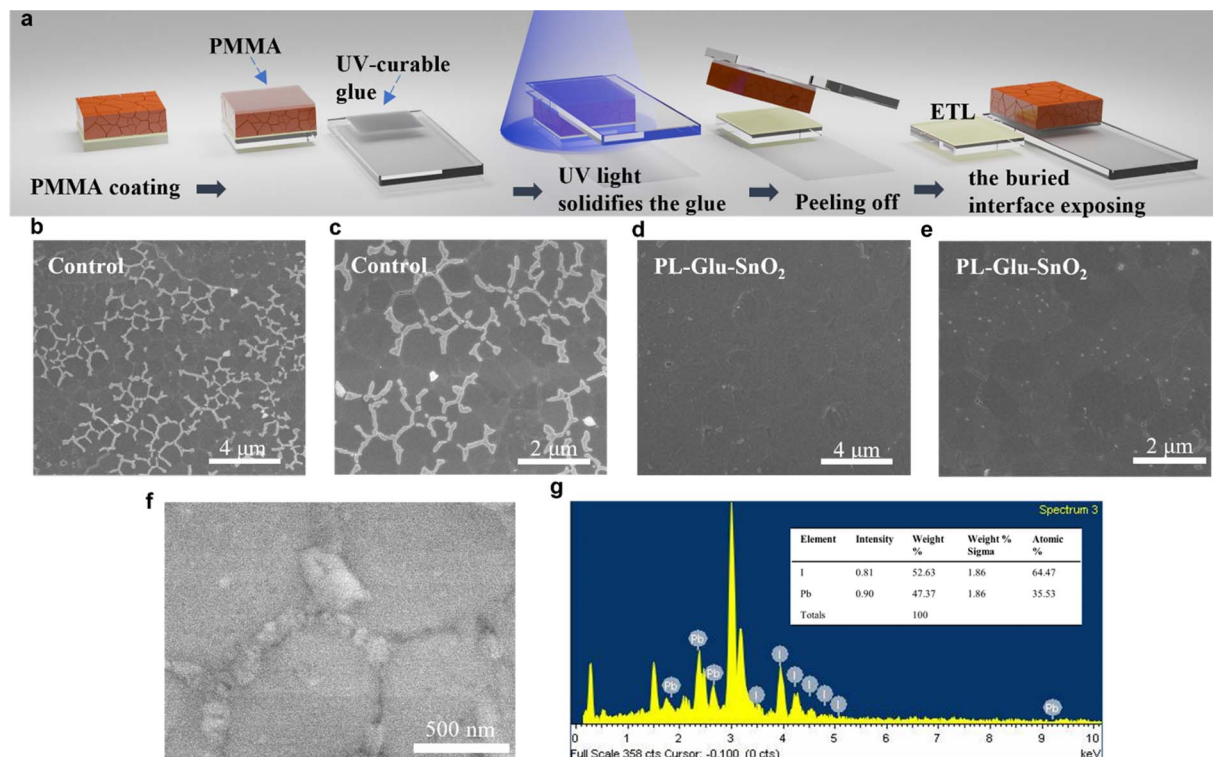 a
PMMA
UV-curable
glue
ETL
PMMA coating
UV light
solidifies the glue
Peeling off
the buried
interface exposing
b
c
d
e
Control
Control
PL-Glu-SnO₂
PL-Glu-SnO₂
4 μm
2 μm
4 μm
2 μm
f
g
500 nm
Spectrum 3
Element Intensity Weight % Weight % Sigma Atomic %
I 0.81 52.63 1.86 64.47
Pb 0.90 47.37 1.86 35.53
Totals 100
Pb
Pb
Pb
I
I
I
I
I
I
Pb
0 1 2 3 4 5 6 7 8 9 10
Full Scale 358 cts Cursor: -0.100 (0 cts)
keV